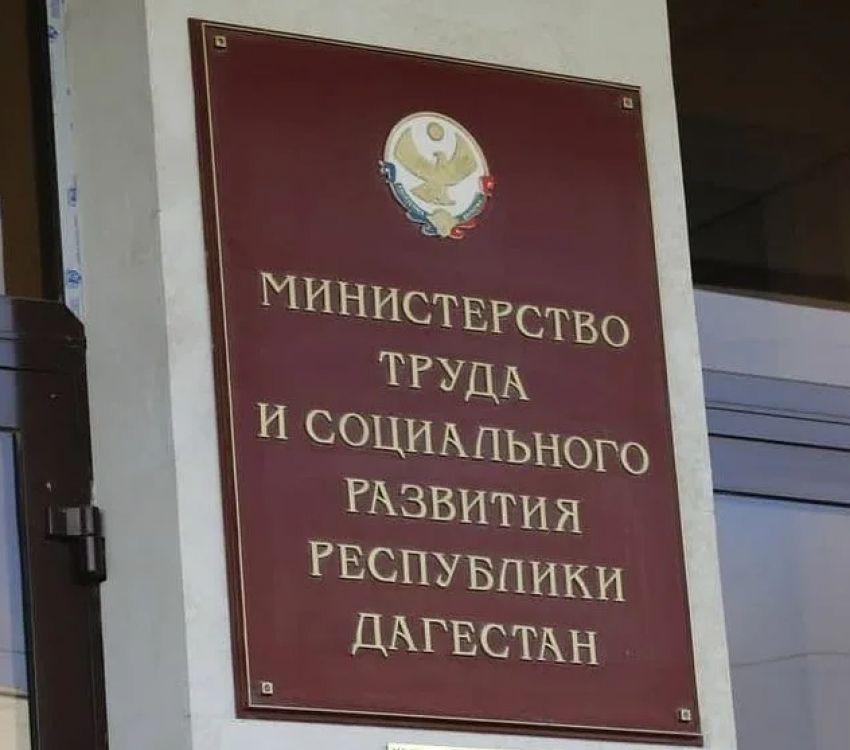 МИНИСТЕРСТВО
ТРУДА
И СОЦИАЛЬНОГО
РАЗВИТИЯ
РЕСПУБЛИКИ
ДАГЕСТАН